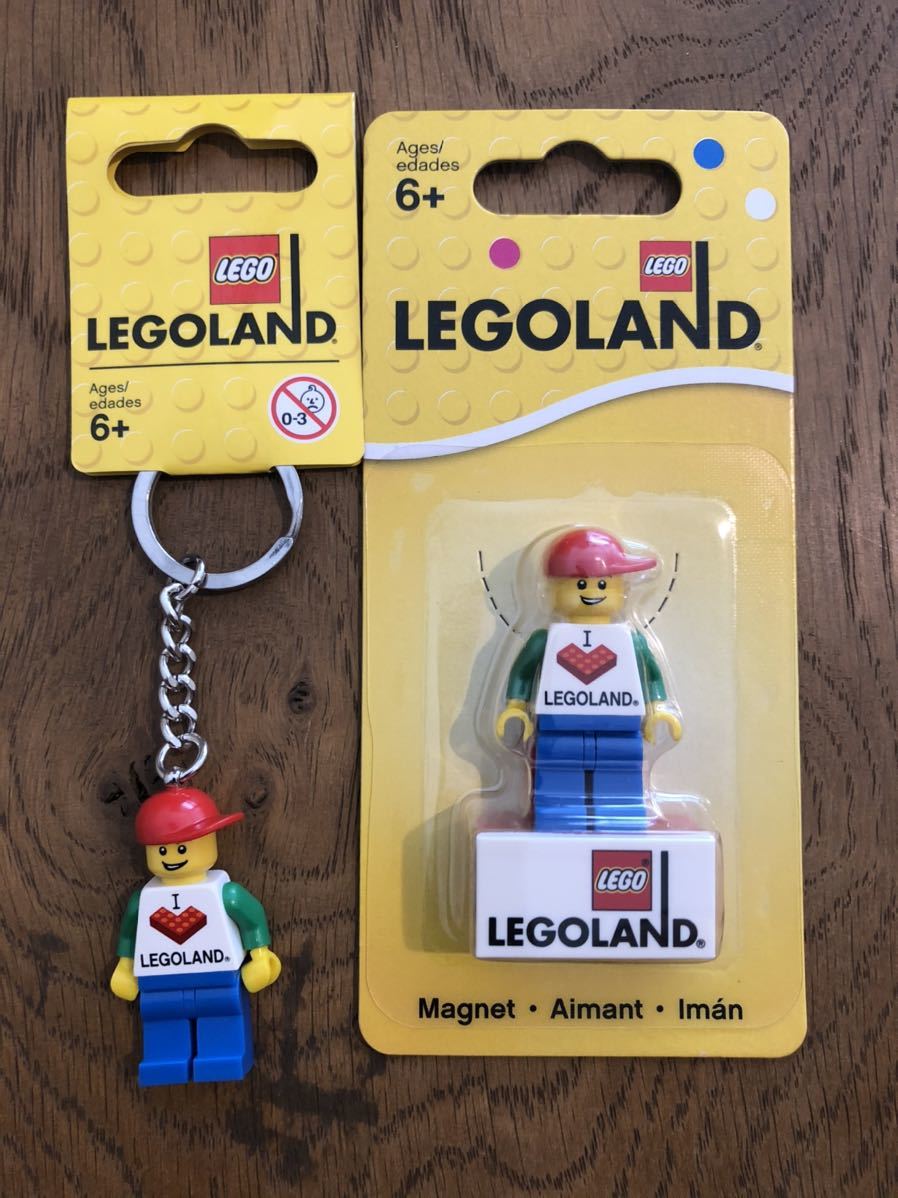 LEGO
LEGOLAND®
Ages/
edades
6+
0-3
I
LEGOLAND®
Ages/
edades
6+
LEGO
LEGOLAND®
I
LEGOLAND®
LEGO®
LEGOLAND®
Magnet • Aimant • Imán